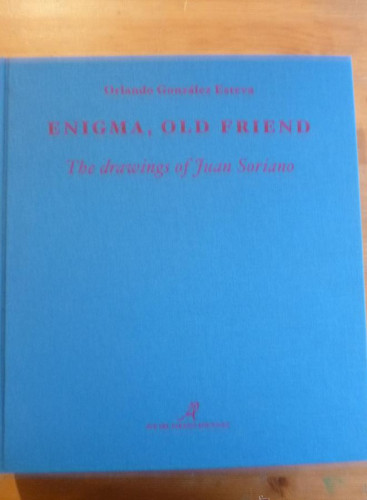 Orlando González Esteva
ENIGMA, OLD FRIEND
The drawings of Juan Soriano